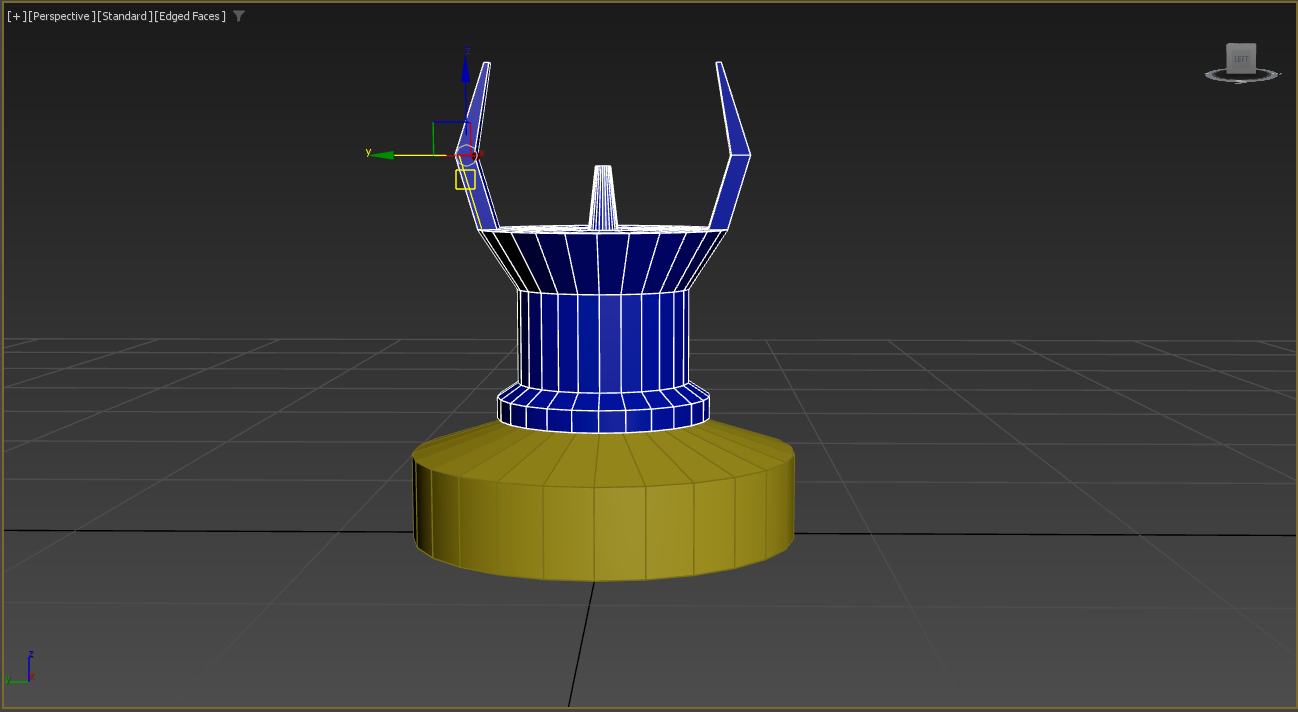 [+][Perspective][Standard][Edged Faces]
LEFT
z
y
x
z
y
x